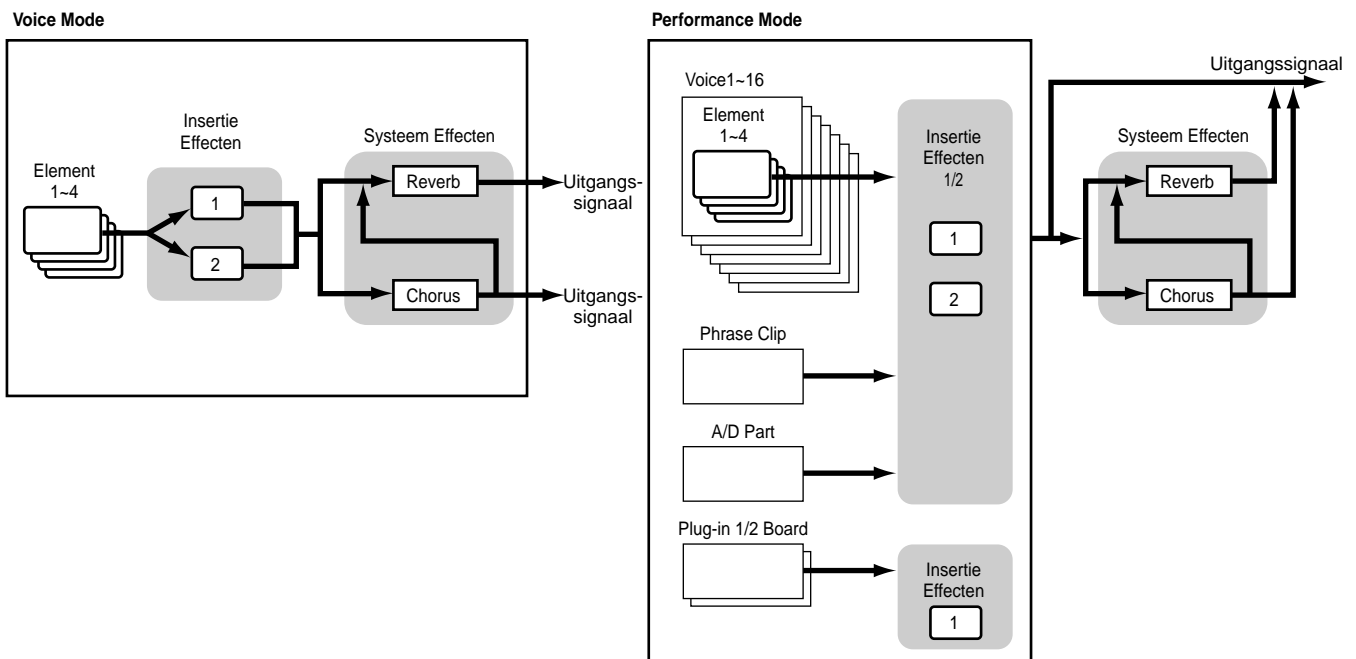 Voice Mode
Element
1~4
Insertie
Effecten
1
2
Systeem Effecten
Reverb
Chorus
Uitgangs-
signaal
Uitgangs-
signaal
Performance Mode
Voice1~16
Element
1~4
Phrase Clip
A/D Part
Plug-in 1/2 Board
Insertie
Effecten
1/2
1
2
Insertie
Effecten
1
Uitgangssignaal
Systeem Effecten
Reverb
Chorus